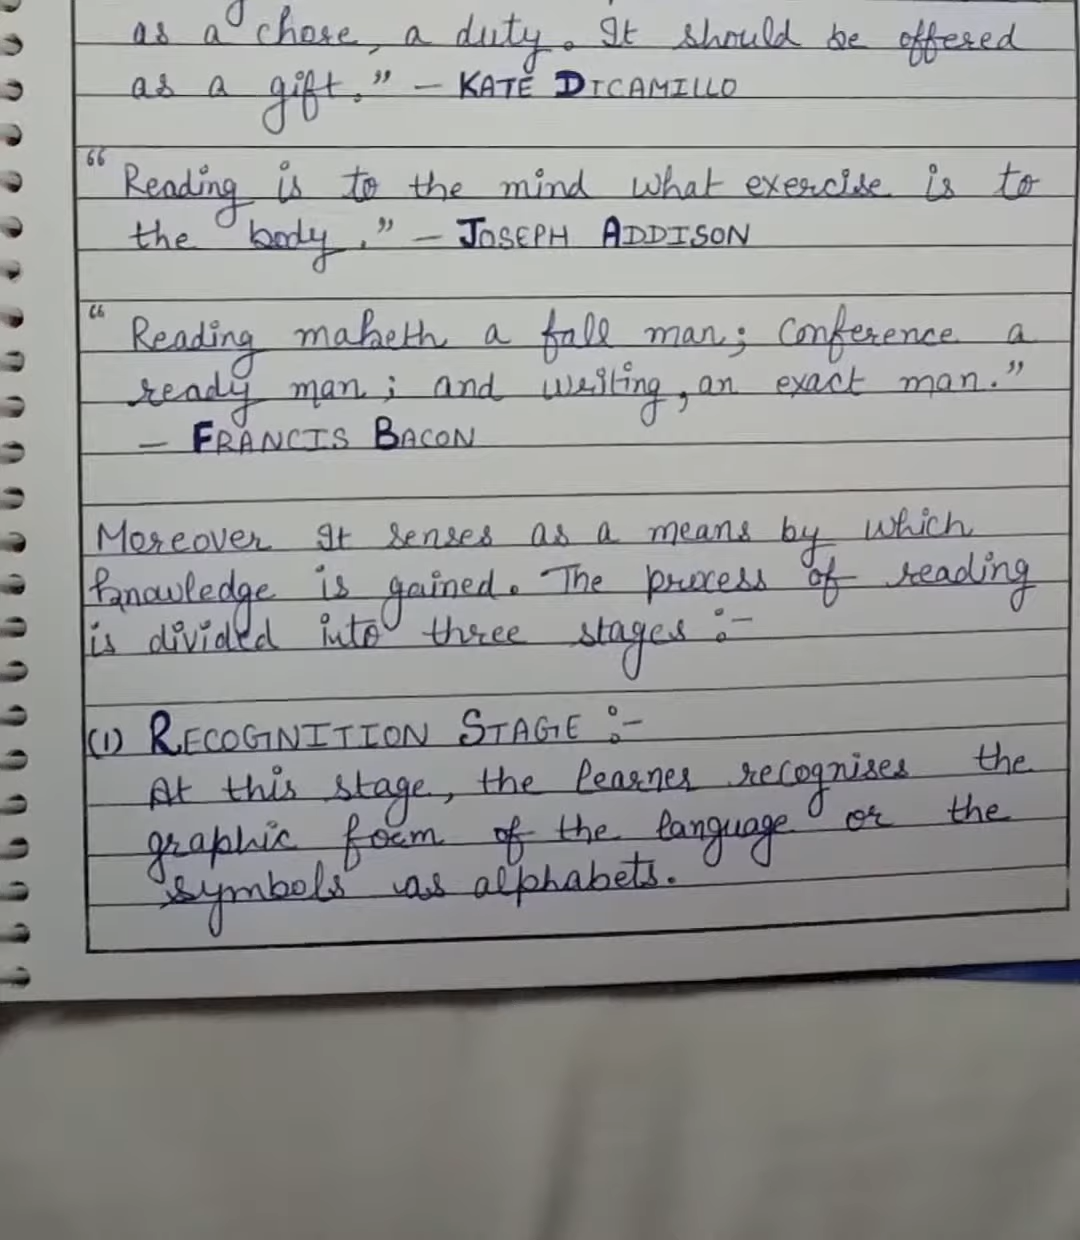 as a chore, a duty. It should be offered
as a gift." – KATE DICAMILLO
"Reading is to the mind what exercise is to
the body." – JOSEPH ADDISON
"Reading maketh a full man; Conference a
ready man; and writing, an exact man."
– FRANCIS BACON
Moreover It serves as a means by which
knowledge is gained. The process of reading
is divided into three stages :-
(1) RECOGNITION STAGE :-
At this stage, the learner recognises the
graphic form of the language or the
symbols as alphabets.